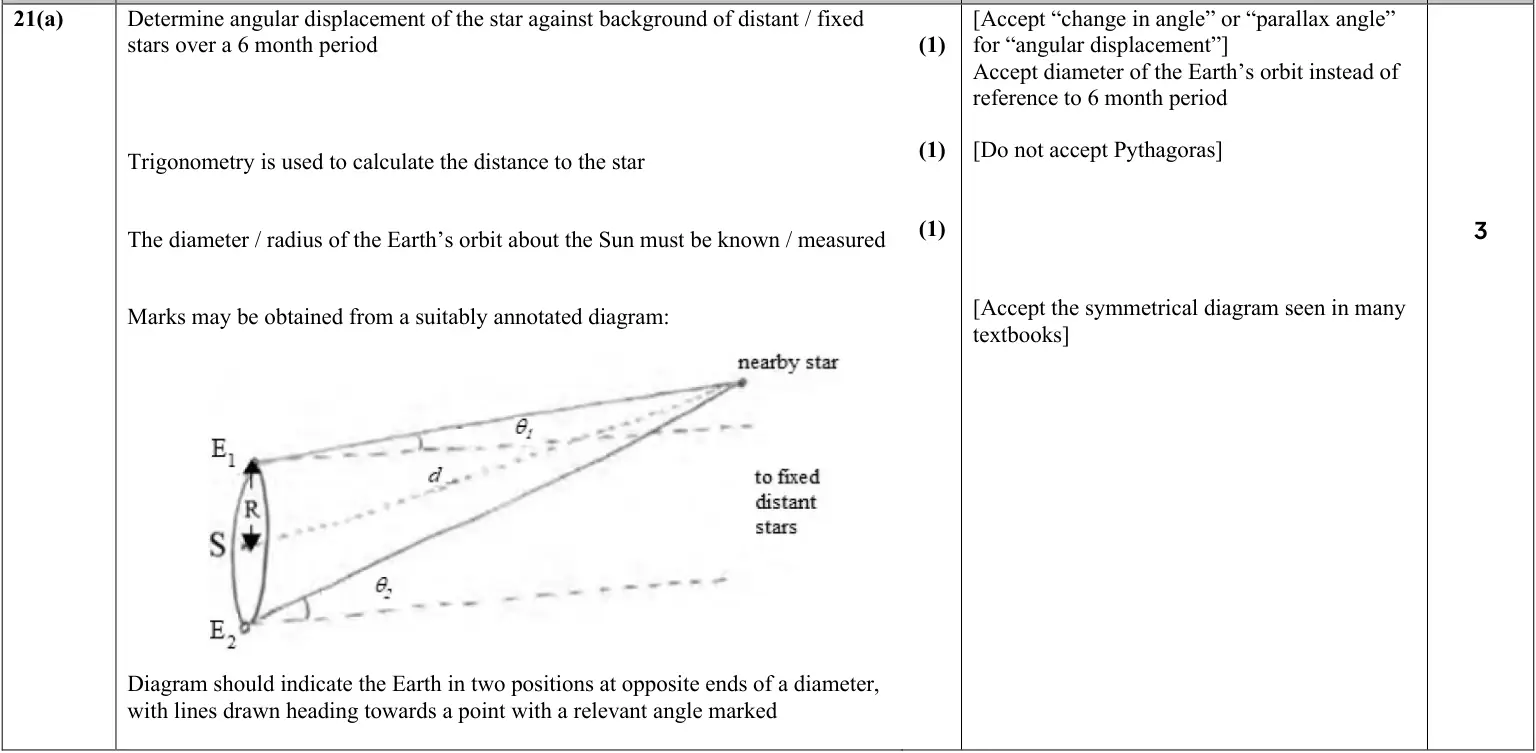 21(a)
Determine angular displacement of the star against background of distant / fixed
stars over a 6 month period
(1)
[Accept “change in angle” or “parallax angle”
for “angular displacement”]
Accept diameter of the Earth’s orbit instead of
reference to 6 month period
Trigonometry is used to calculate the distance to the star
(1)
[Do not accept Pythagoras]
The diameter / radius of the Earth’s orbit about the Sun must be known / measured
(1)
3
Marks may be obtained from a suitably annotated diagram:
[Accept the symmetrical diagram seen in many
textbooks]
nearby star
θ₁
E₁
d
R
to fixed
distant
stars
S
θ₂
E₂
Diagram should indicate the Earth in two positions at opposite ends of a diameter,
with lines drawn heading towards a point with a relevant angle marked